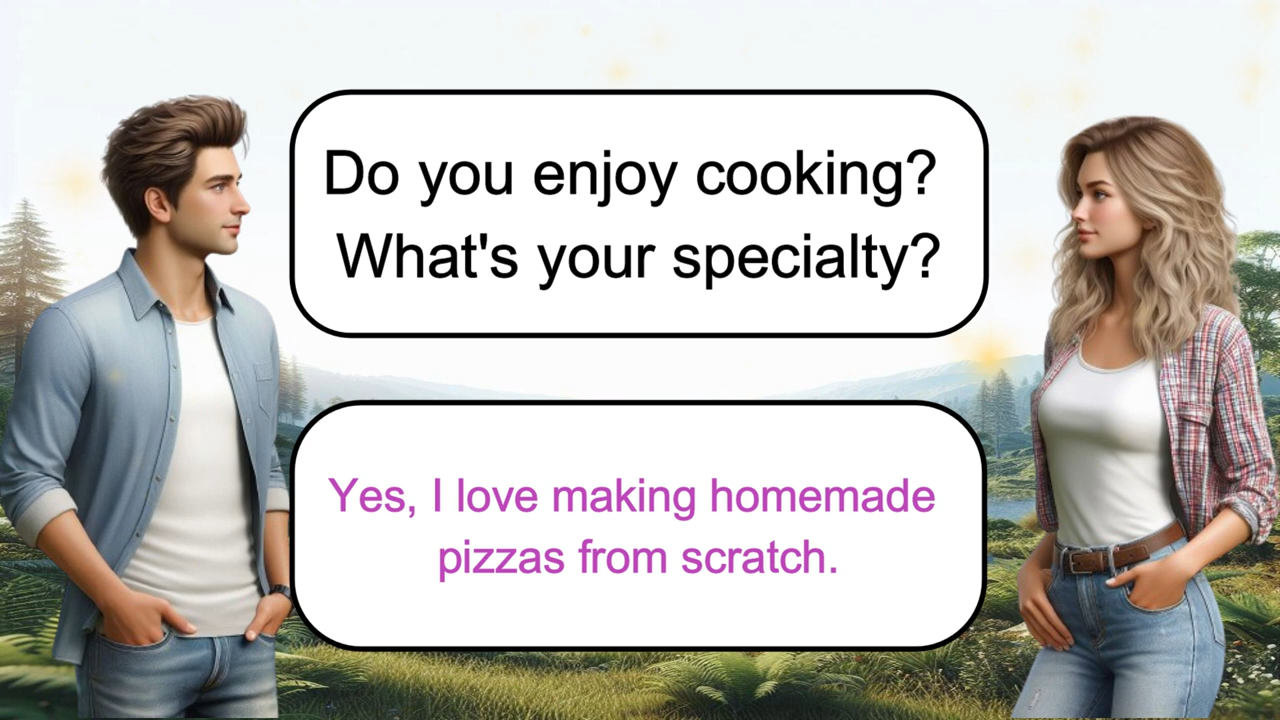 Do you enjoy cooking?
What's your specialty?
Yes, I love making homemade
pizzas from scratch.